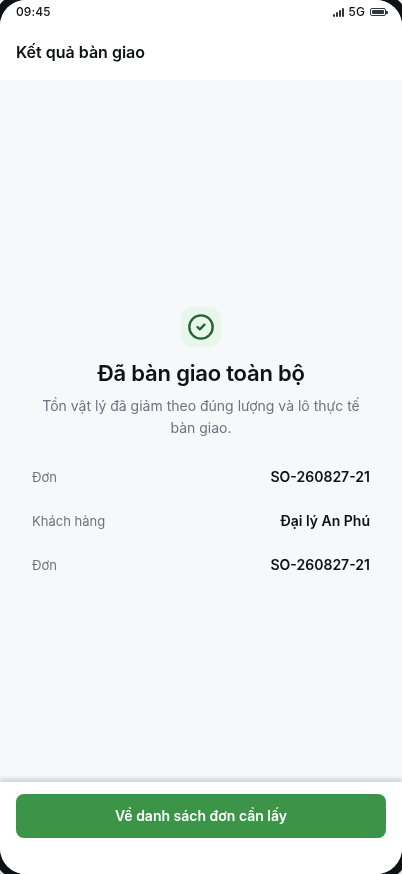 09:45 5G
Kết quả bàn giao
Đã bàn giao toàn bộ
Tồn vật lý đã giảm theo đúng lượng và lô thực tế
bàn giao.
Đơn SO-260827-21
Khách hàng Đại lý An Phú
Đơn SO-260827-21
Về danh sách đơn cần lấy